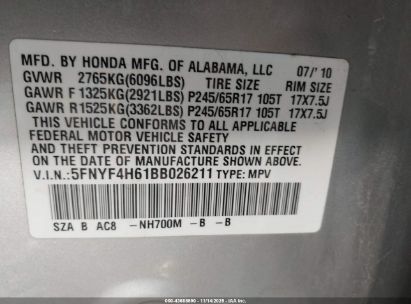 MFD. BY HONDA MFG. OF ALABAMA, LLC 07/'10
GVWR 2765KG(6096LBS) TIRE SIZE RIM SIZE
GAWR F 1325KG(2921LBS) P245/65R17 105T 17X7.5J
GAWR R 1525KG(3362LBS) P245/65R17 105T 17X7.5J
THIS VEHICLE CONFORMS TO ALL APPLICABLE
FEDERAL MOTOR VEHICLE SAFETY
AND THEFT PREVENTION STANDARDS IN EFFECT ON
THE DATE OF MANUFACTURE SHOWN ABOVE.
V.I.N.:5FNYF4H61BB026211 TYPE: MPV
SZA B AC8 -NH700M -B -B